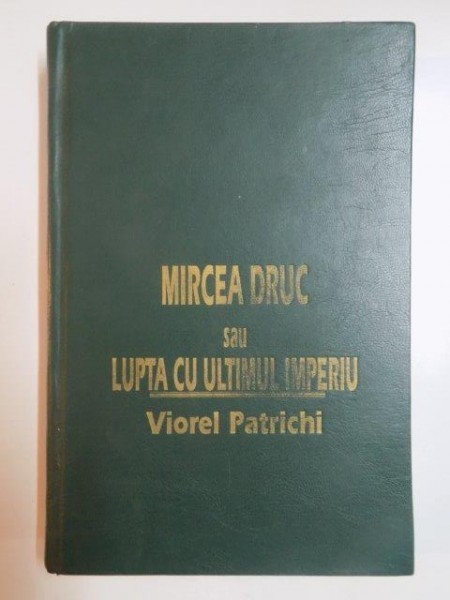 MIRCEA DRUC
sau
LUPTA CU ULTIMUL IMPERIU
Viorel Patrichi